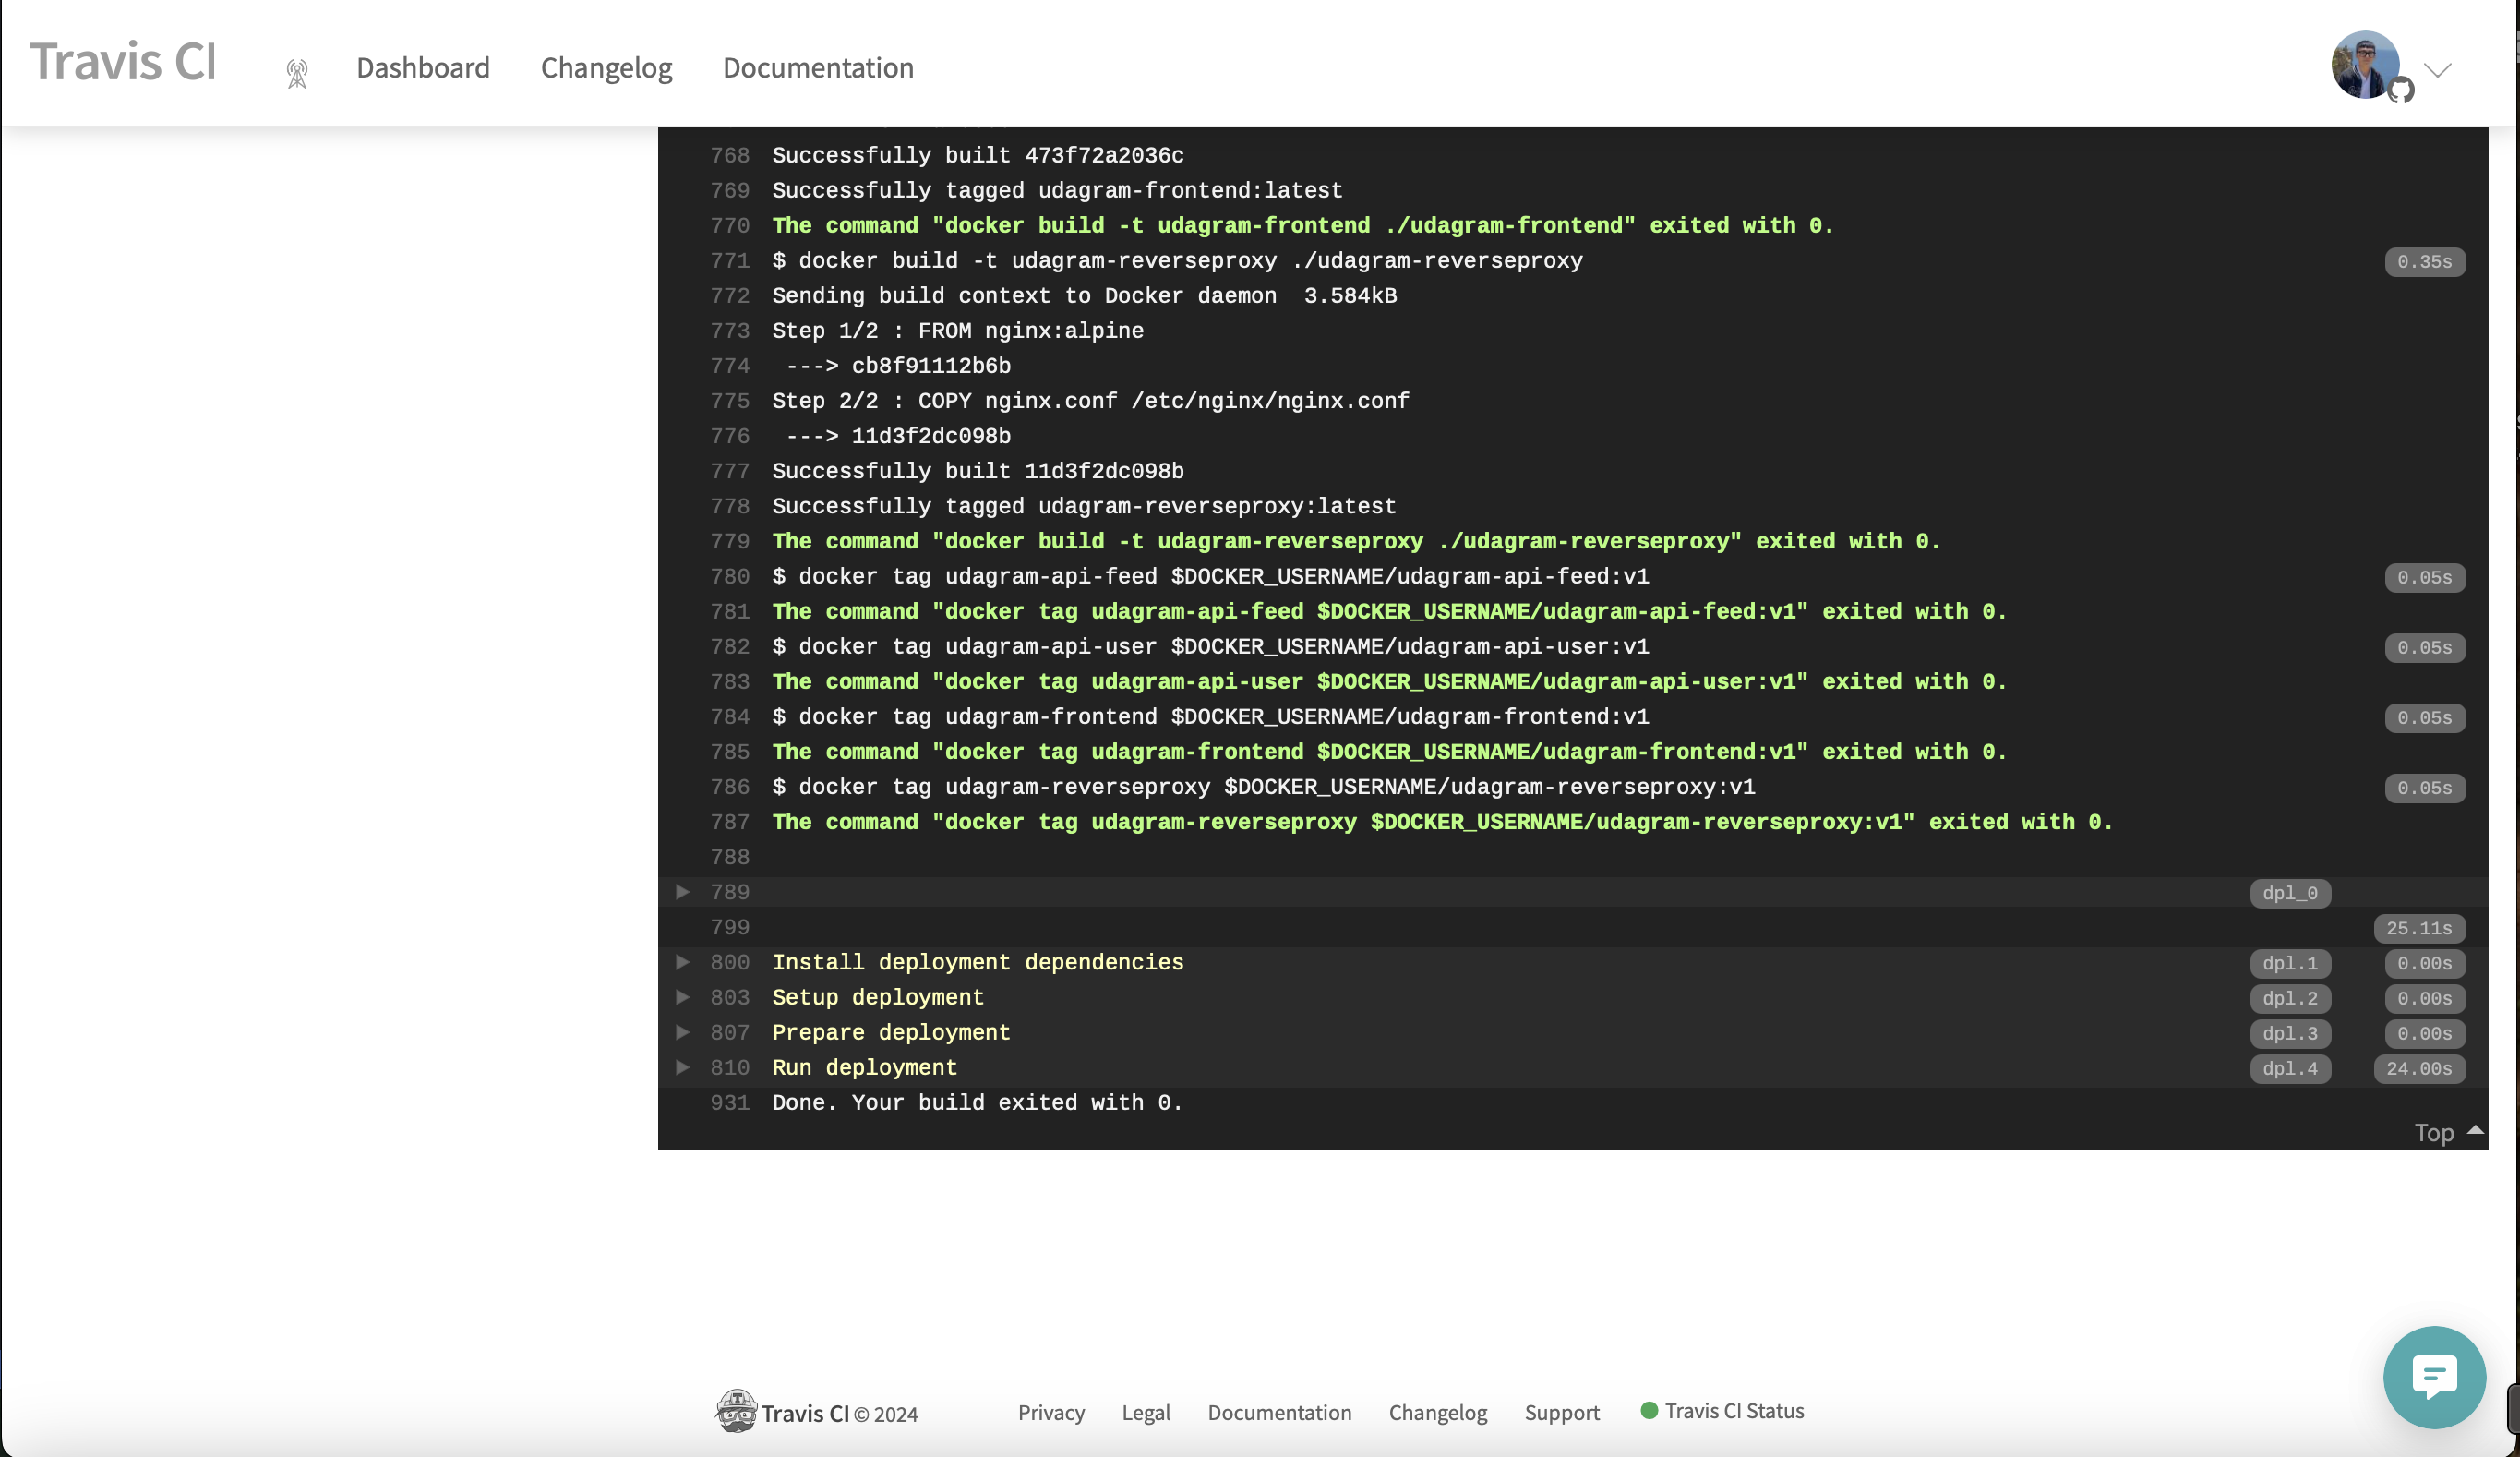 Travis CI
Dashboard Changelog Documentation
768 Successfully built 473f72a2036c
769 Successfully tagged udagram-frontend:latest
770 The command "docker build -t udagram-frontend ./udagram-frontend" exited with 0.
771 $ docker build -t udagram-reverseproxy ./udagram-reverseproxy 0.35s
772 Sending build context to Docker daemon  3.584kB
773 Step 1/2 : FROM nginx:alpine
774  ---> cb8f91112b6b
775 Step 2/2 : COPY nginx.conf /etc/nginx/nginx.conf
776  ---> 11d3f2dc098b
777 Successfully built 11d3f2dc098b
778 Successfully tagged udagram-reverseproxy:latest
779 The command "docker build -t udagram-reverseproxy ./udagram-reverseproxy" exited with 0.
780 $ docker tag udagram-api-feed $DOCKER_USERNAME/udagram-api-feed:v1 0.05s
781 The command "docker tag udagram-api-feed $DOCKER_USERNAME/udagram-api-feed:v1" exited with 0.
782 $ docker tag udagram-api-user $DOCKER_USERNAME/udagram-api-user:v1 0.05s
783 The command "docker tag udagram-api-user $DOCKER_USERNAME/udagram-api-user:v1" exited with 0.
784 $ docker tag udagram-frontend $DOCKER_USERNAME/udagram-frontend:v1 0.05s
785 The command "docker tag udagram-frontend $DOCKER_USERNAME/udagram-frontend:v1" exited with 0.
786 $ docker tag udagram-reverseproxy $DOCKER_USERNAME/udagram-reverseproxy:v1 0.05s
787 The command "docker tag udagram-reverseproxy $DOCKER_USERNAME/udagram-reverseproxy:v1" exited with 0.
788
789 dpl_0
799 25.11s
800 Install deployment dependencies dpl.1 0.00s
803 Setup deployment dpl.2 0.00s
807 Prepare deployment dpl.3 0.00s
810 Run deployment dpl.4 24.00s
931 Done. Your build exited with 0.
Top
Travis CI © 2024 Privacy Legal Documentation Changelog Support Travis CI Status